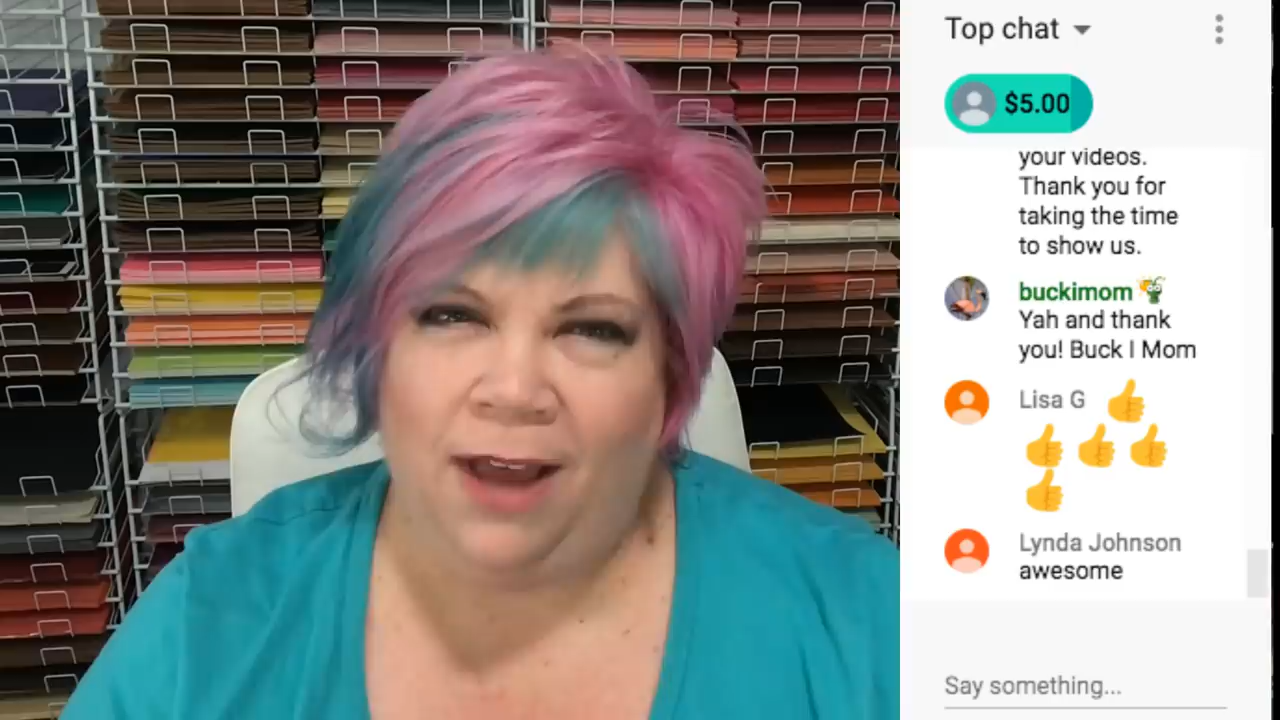 Top chat
$5.00
your videos.
Thank you for
taking the time
to show us.
buckimom
Yah and thank
you! Buck I Mom
Lisa G
Lynda Johnson
awesome
Say something...